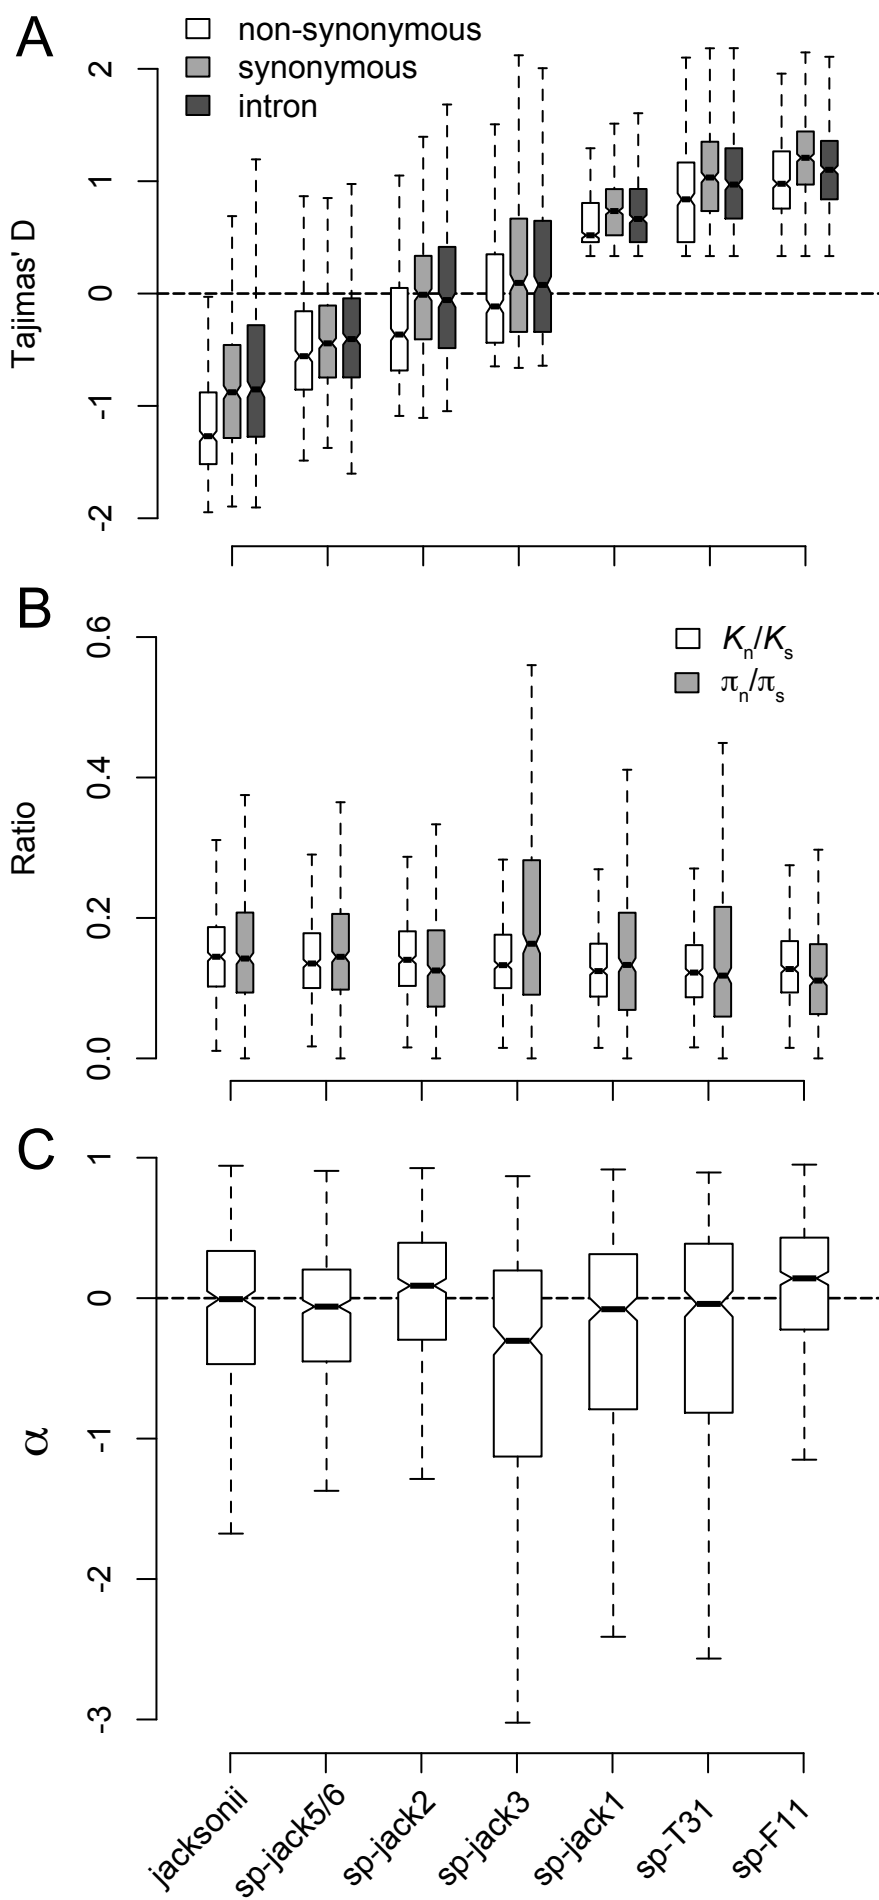 A
non-synonymous
synonymous
intron
2
1
0
-1
-2
Tajimas' D
B
Kn/Ks
πn/πs
0.6
0.4
0.2
0.0
Ratio
C
1
0
-1
-2
-3
α
jacksonii
sp-jack5/6
sp-jack2
sp-jack3
sp-jack1
sp-T31
sp-F11